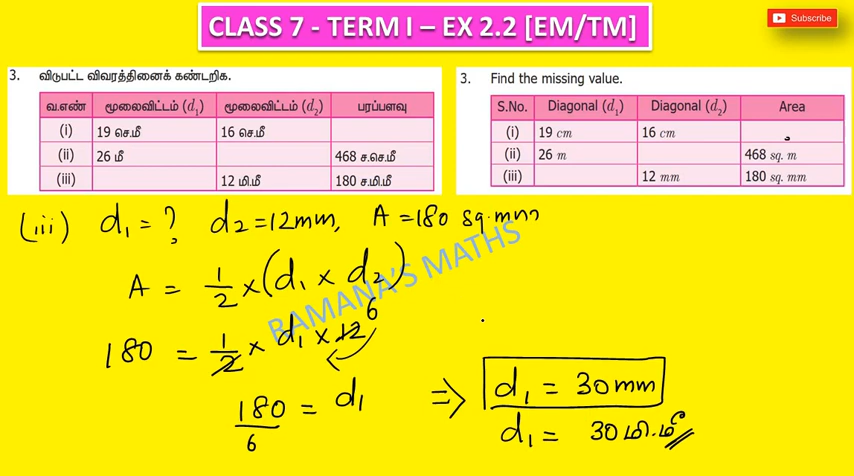 CLASS 7 - TERM I – EX 2.2 [EM/TM]
Subscribe
3. விடுபட்ட விவரத்தினைக் கண்டறிக.
வ.எண் மூலைவிட்டம் (d₁) மூலைவிட்டம் (d₂) பரப்பளவு
(i) 19 செ.மீ 16 செ.மீ
(ii) 26 மீ 468 ச.செ.மீ
(iii) 12 மி.மீ 180 ச.மி.மீ
3. Find the missing value.
S.No. Diagonal (d₁) Diagonal (d₂) Area
(i) 19 cm 16 cm
(ii) 26 m 468 sq. m
(iii) 12 mm 180 sq. mm
(iii) d₁ = ? d₂ = 12mm, A = 180 sq.mm
A = 1/2 × (d₁ × d₂)
RAMANA'S MATHS
180 = 1/2 × d₁ × 12 6
180/6 = d₁ ⇒ d₁ = 30mm
d₁ = 30 மி.மீ